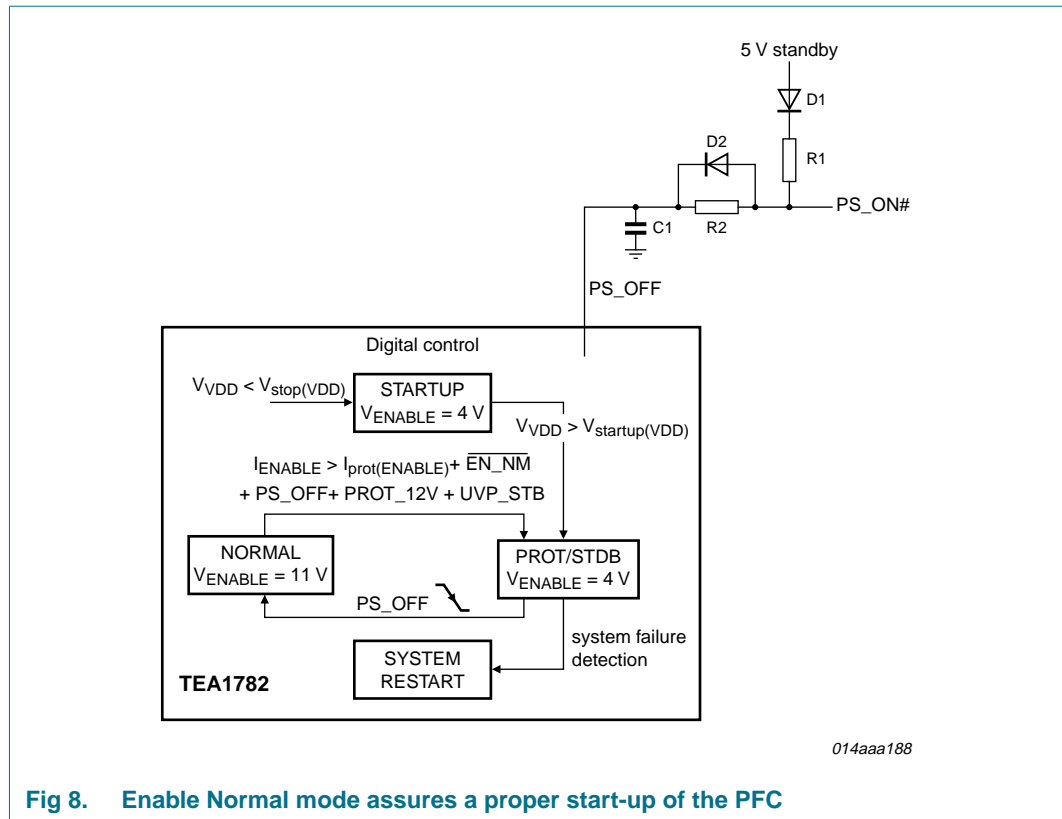 5 V standby
D1
D2
R1
PS_ON#
C1
R2
PS_OFF
Digital control
V_VDD < V_stop(VDD)
STARTUP
V_ENABLE = 4 V
V_VDD > V_startup(VDD)
I_ENABLE > I_prot(ENABLE)+ E̅N̅_̅N̅M̅
+ PS_OFF+ PROT_12V + UVP_STB
NORMAL
V_ENABLE = 11 V
PROT/STDB
V_ENABLE = 4 V
PS_OFF
system failure
detection
SYSTEM
RESTART
TEA1782
014aaa188
Fig 8. Enable Normal mode assures a proper start-up of the PFC